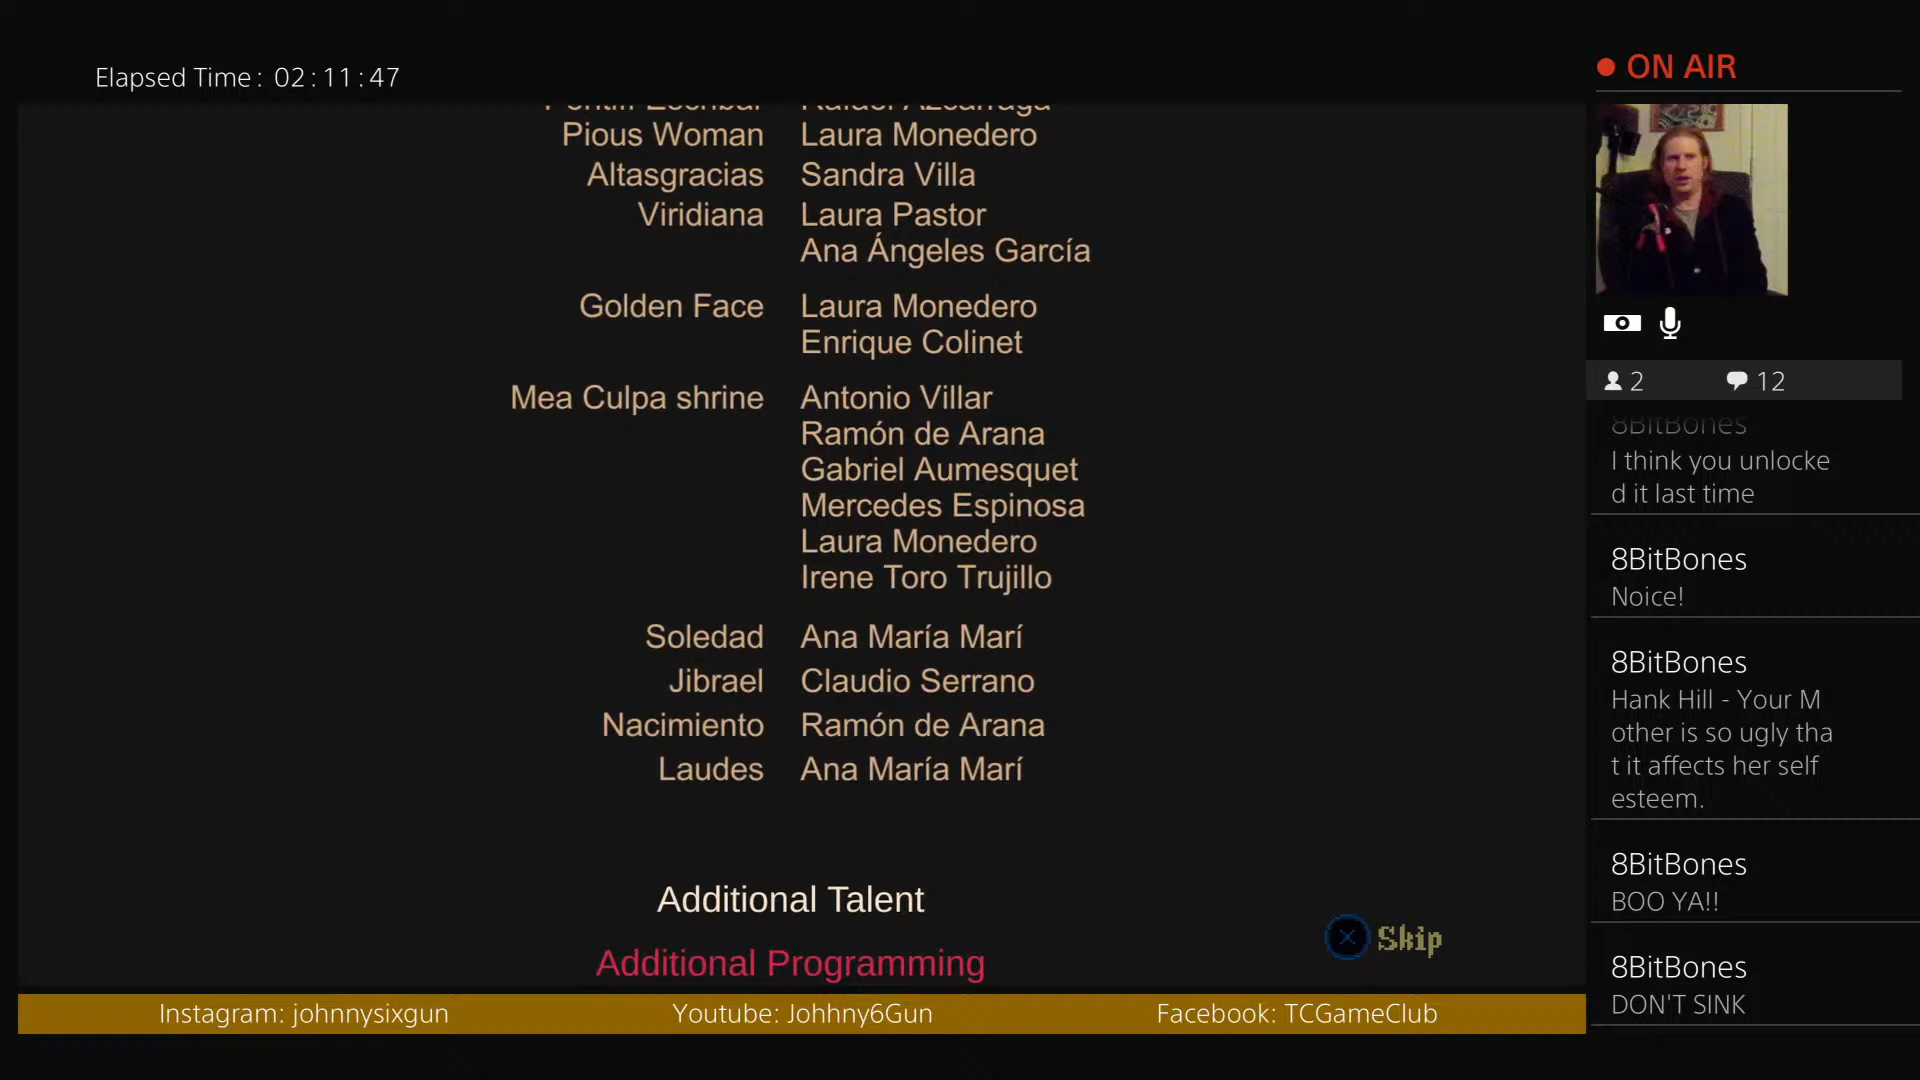 Elapsed Time: 02:11:47
ON AIR
Pious Woman Laura Monedero
Altasgracias Sandra Villa
Viridiana Laura Pastor
Ana Ángeles García
Golden Face Laura Monedero
Enrique Colinet
Mea Culpa shrine Antonio Villar
Ramón de Arana
Gabriel Aumesquet
Mercedes Espinosa
Laura Monedero
Irene Toro Trujillo
Soledad Ana María Marí
Jibrael Claudio Serrano
Nacimiento Ramón de Arana
Laudes Ana María Marí
Additional Talent
Additional Programming
Skip
2 12
8BitBones
I think you unlocke
d it last time
8BitBones
Noice!
8BitBones
Hank Hill - Your M
other is so ugly tha
t it affects her self
esteem.
8BitBones
BOO YA!!
8BitBones
DON'T SINK
Instagram: johnnysixgun Youtube: Johhny6Gun Facebook: TCGameClub